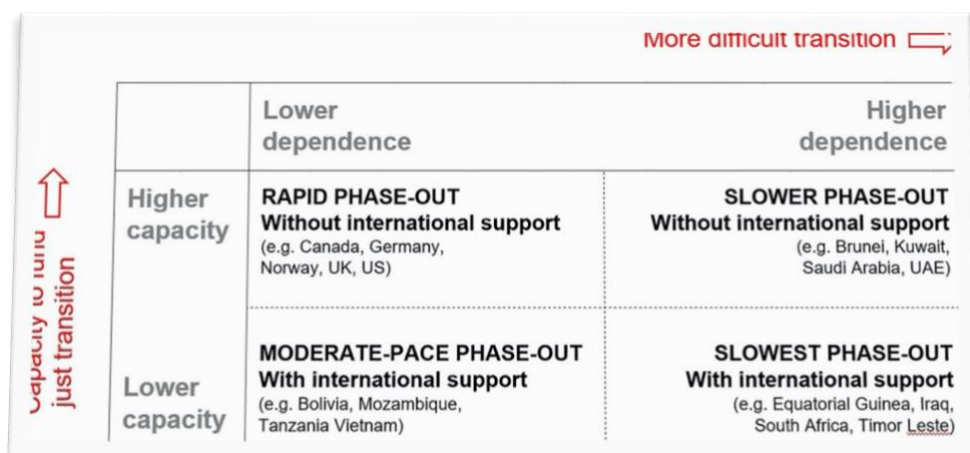 More difficult transition
Lower
dependence
Higher
dependence
Capacity to fund
just transition
Higher
capacity
RAPID PHASE-OUT
Without international support
(e.g. Canada, Germany,
Norway, UK, US)
SLOWER PHASE-OUT
Without international support
(e.g. Brunei, Kuwait,
Saudi Arabia, UAE)
Lower
capacity
MODERATE-PACE PHASE-OUT
With international support
(e.g. Bolivia, Mozambique,
Tanzania Vietnam)
SLOWEST PHASE-OUT
With international support
(e.g. Equatorial Guinea, Iraq,
South Africa, Timor Leste)